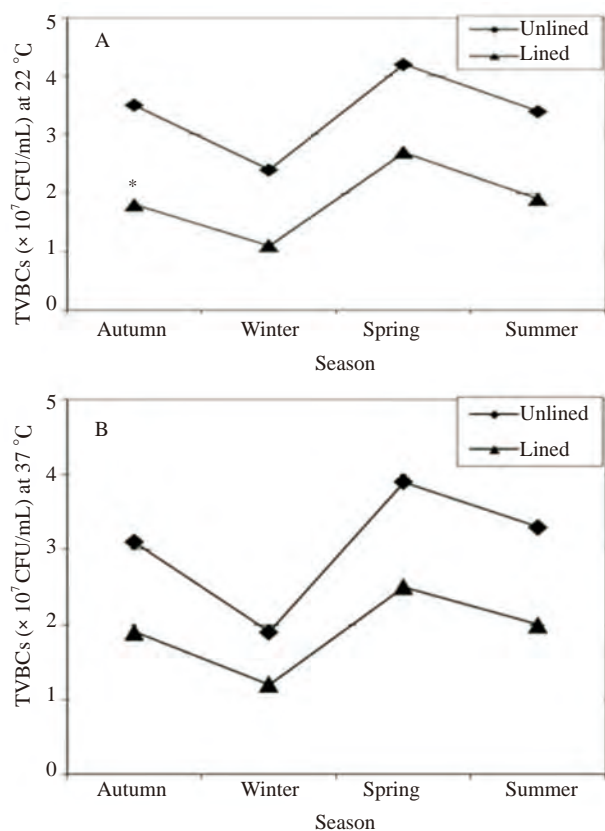 A
Unlined
Lined
TVBCs (× 10⁷ CFU/mL) at 22 °C
5
4
3
2
1
0
*
Autumn Winter Spring Summer
Season
B
Unlined
Lined
TVBCs (× 10⁷ CFU/mL) at 37 °C
5
4
3
2
1
0
Autumn Winter Spring Summer
Season